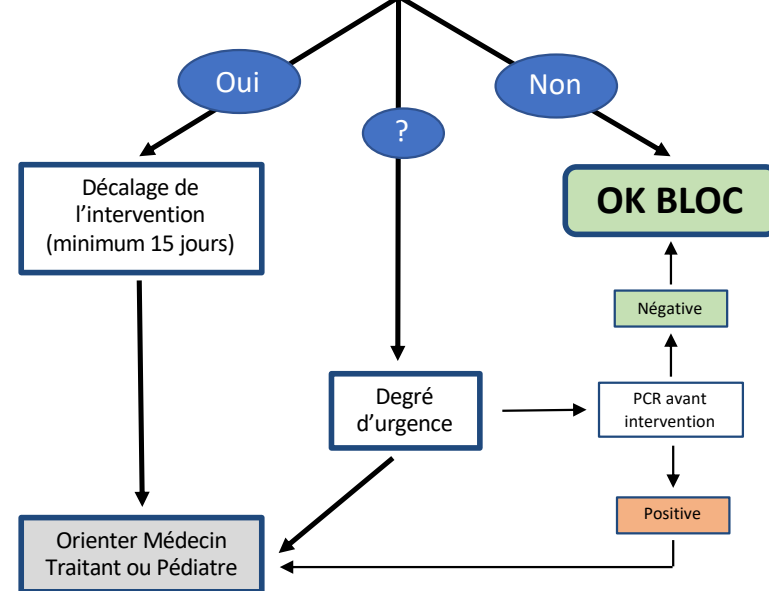 Oui
Non
?
Décalage de
l'intervention
(minimum 15 jours)
OK BLOC
Négative
Degré
d'urgence
PCR avant
intervention
Positive
Orienter Médecin
Traitant ou Pédiatre